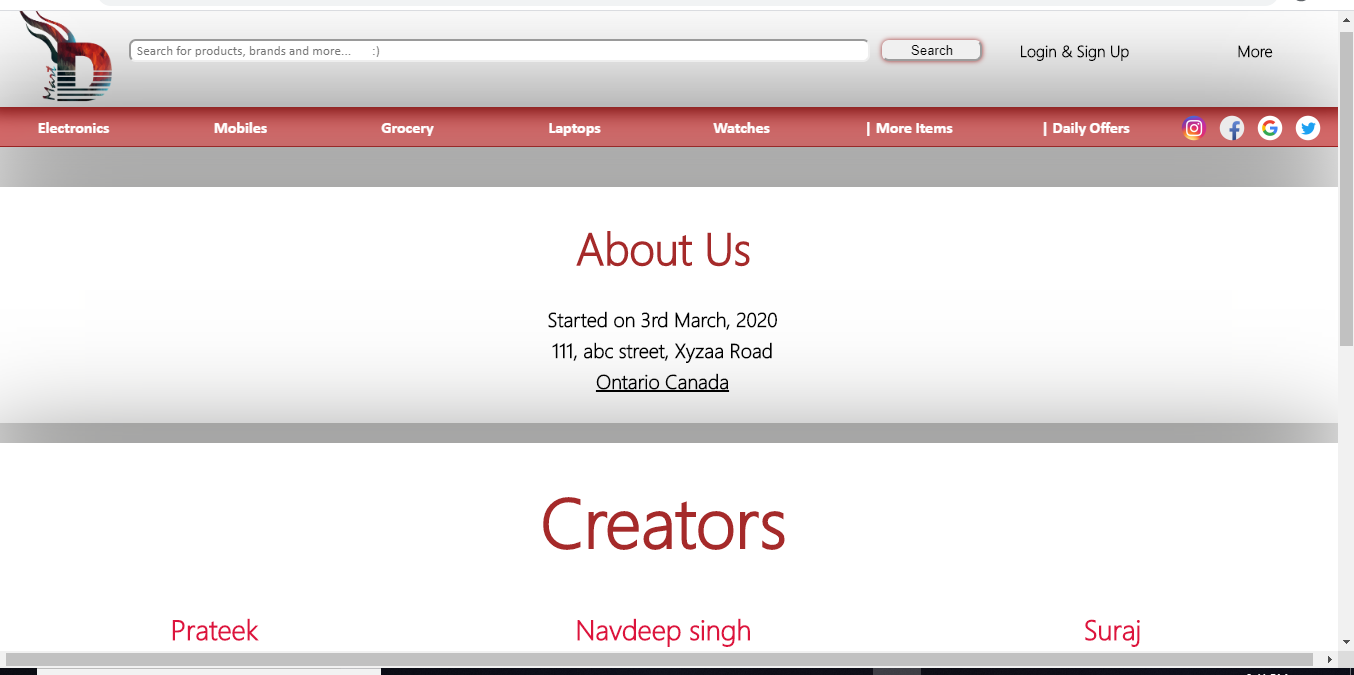 Mart D
Search for products, brands and more... :)
Search
Login & Sign Up
More
Electronics
Mobiles
Grocery
Laptops
Watches
| More Items
| Daily Offers
About Us
Started on 3rd March, 2020
111, abc street, Xyzaa Road
Ontario Canada
Creators
Prateek
Navdeep singh
Suraj